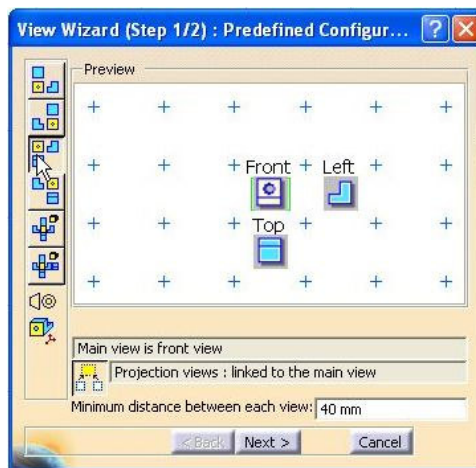 View Wizard (Step 1/2) : Predefined Configur...
Preview
Front
Left
Top
Main view is front view
Projection views : linked to the main view
Minimum distance between each view: 40 mm
< Back
Next >
Cancel